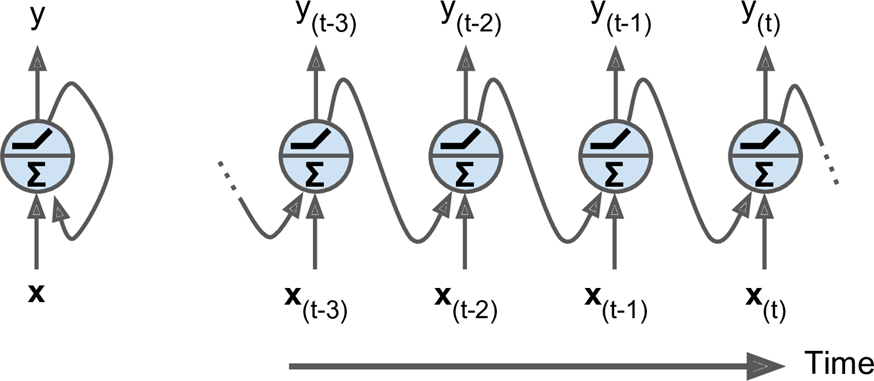 y y(t-3) y(t-2) y(t-1) y(t)
Σ Σ Σ Σ Σ
x x(t-3) x(t-2) x(t-1) x(t)
Time